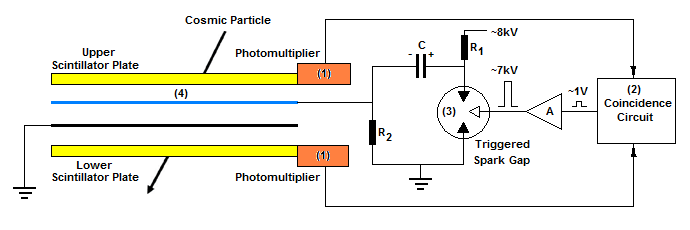 Cosmic Particle
Upper
Scintillator Plate
Photomultiplier
(1)
(4)
C
- +
R1
~8kV
~7kV
(3)
Triggered
Spark Gap
A
~1V
(2)
Coincidence
Circuit
R2
(1)
Lower
Scintillator Plate
Photomultiplier